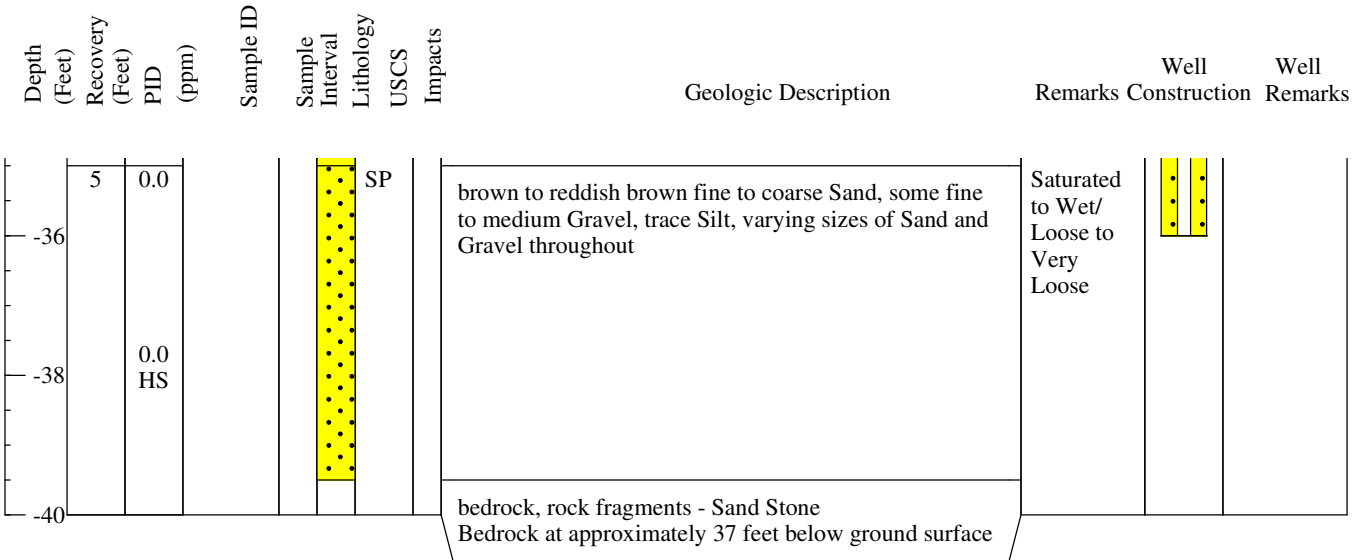 Depth
(Feet)
Recovery
(Feet)
PID
(ppm)
Sample ID
Sample
Interval
Lithology
USCS
Impacts
Geologic Description
Remarks
Well
Construction
Well
Remarks
5
0.0
SP
brown to reddish brown fine to coarse Sand, some fine
to medium Gravel, trace Silt, varying sizes of Sand and
Gravel throughout
Saturated
to Wet/
Loose to
Very
Loose
-36
0.0
HS
-38
-40
bedrock, rock fragments - Sand Stone
Bedrock at approximately 37 feet below ground surface